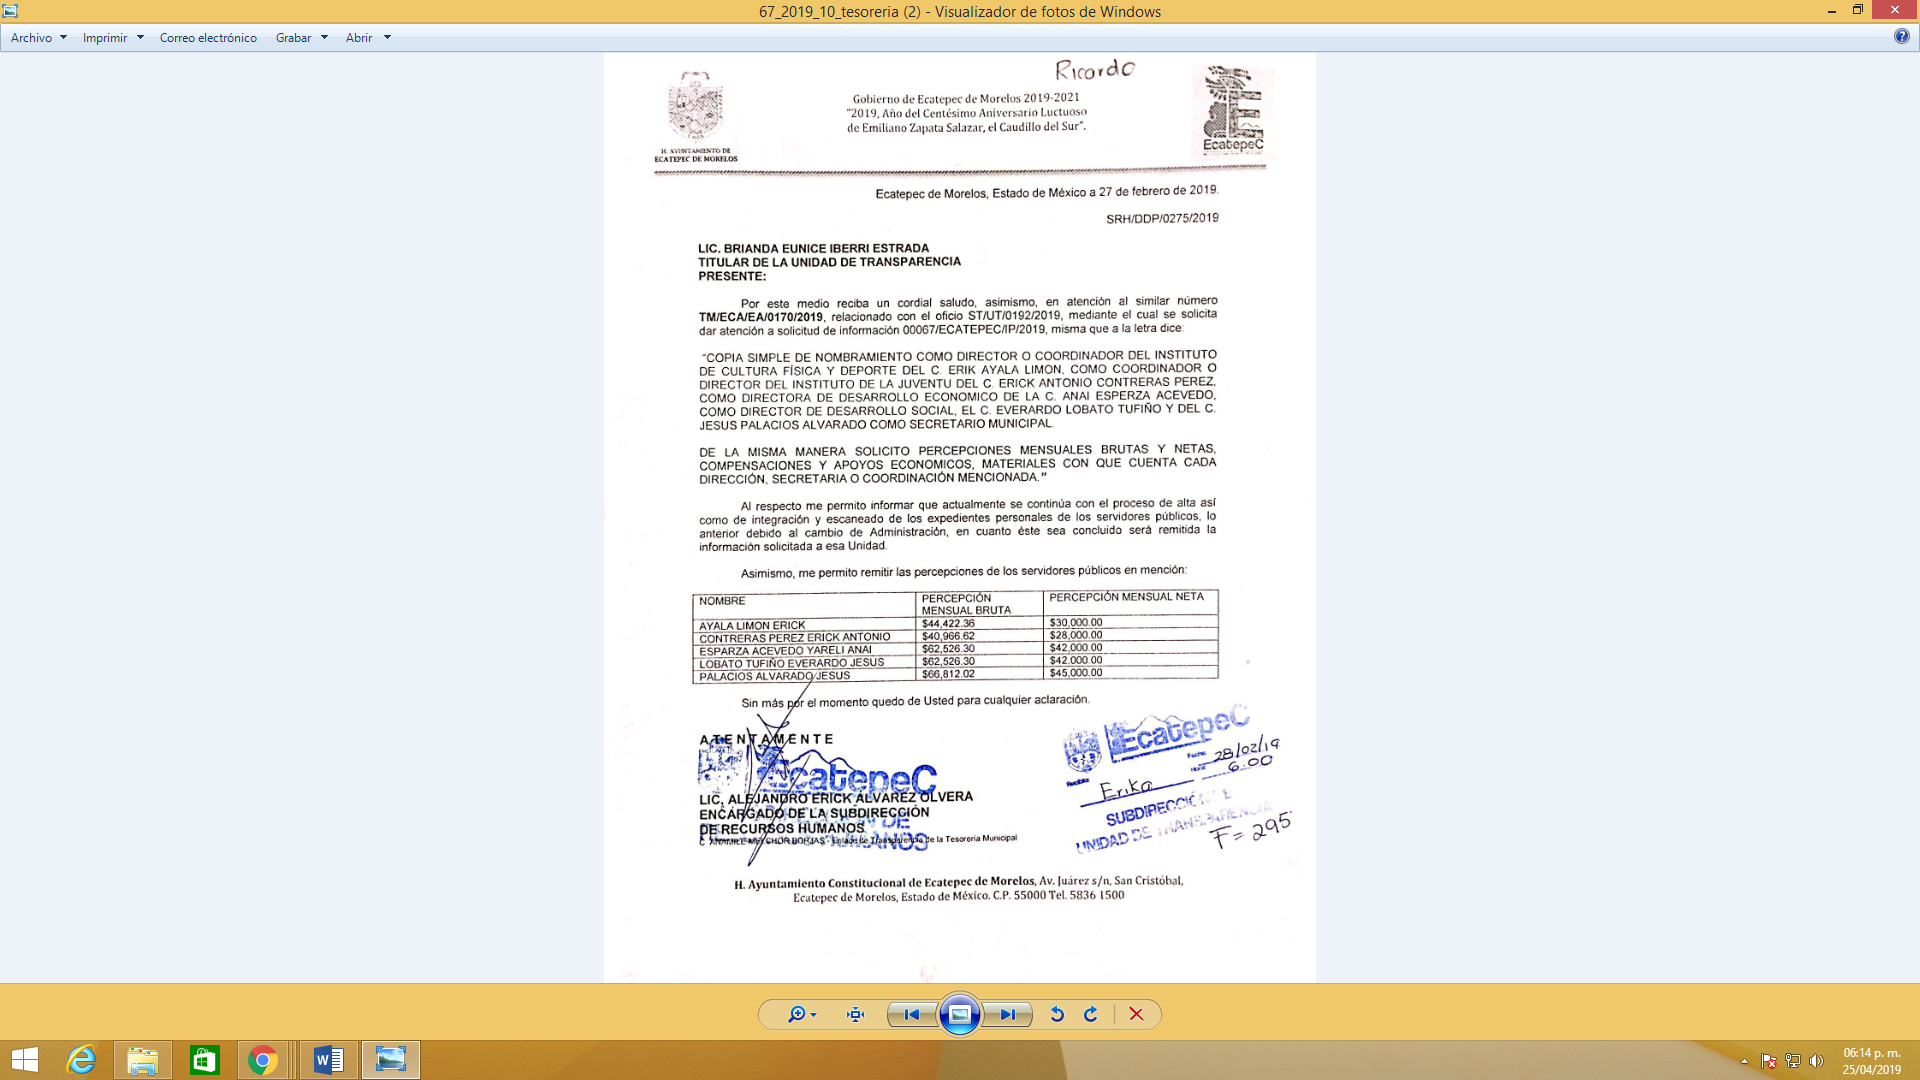 67_2019_10_tesoreria (2) - Visualizador de fotos de Windows
Archivo Imprimir Correo electrónico Grabar Abrir
Ricardo
Gobierno de Ecatepec de Morelos 2019-2021
"2019, Año del Centésimo Aniversario Luctuoso
de Emiliano Zapata Salazar, el Caudillo del Sur".
H. AYUNTAMIENTO DE
ECATEPEC DE MORELOS
EcatepeC
Ecatepec de Morelos, Estado de México a 27 de febrero de 2019.
SRH/DDP/0275/2019
LIC. BRIANDA EUNICE IBERRI ESTRADA
TITULAR DE LA UNIDAD DE TRANSPARENCIA
PRESENTE:
Por este medio reciba un cordial saludo, asimismo, en atención al similar número
TM/ECA/EA/0170/2019, relacionado con el oficio ST/UT/0192/2019, mediante el cual se solicita
dar atención a solicitud de información 00067/ECATEPEC/IP/2019, misma que a la letra dice:
"COPIA SIMPLE DE NOMBRAMIENTO COMO DIRECTOR O COORDINADOR DEL INSTITUTO
DE CULTURA FÍSICA Y DEPORTE DEL C. ERIK AYALA LIMON, COMO COORDINADOR O
DIRECTOR DEL INSTITUTO DE LA JUVENTU DEL C. ERICK ANTONIO CONTRERAS PEREZ,
COMO DIRECTORA DE DESARROLLO ECONOMICO DE LA C. ANAI ESPERZA ACEVEDO,
COMO DIRECTOR DE DESARROLLO SOCIAL, EL C. EVERARDO LOBATO TUFIÑO Y DEL C.
JESUS PALACIOS ALVARADO COMO SECRETARIO MUNICIPAL.
DE LA MISMA MANERA SOLICITO PERCEPCIONES MENSUALES BRUTAS Y NETAS,
COMPENSACIONES Y APOYOS ECONOMICOS, MATERIALES CON QUE CUENTA CADA
DIRECCIÓN, SECRETARIA O COORDINACIÓN MENCIONADA."
Al respecto me permito informar que actualmente se continúa con el proceso de alta así
como de integración y escaneado de los expedientes personales de los servidores públicos, lo
anterior debido al cambio de Administración, en cuanto éste sea concluido será remitida la
información solicitada a esa Unidad.
Asimismo, me permito remitir las percepciones de los servidores públicos en mención:
NOMBRE PERCEPCIÓN MENSUAL BRUTA PERCEPCIÓN MENSUAL NETA
AYALA LIMON ERICK $44,422.36 $30,000.00
CONTRERAS PEREZ ERICK ANTONIO $40,966.62 $28,000.00
ESPARZA ACEVEDO YARELI ANAI $62,526.30 $42,000.00
LOBATO TUFIÑO EVERARDO JESUS $62,526.30 $42,000.00
PALACIOS ALVARADO JESUS $66,812.02 $45,000.00
Sin más por el momento quedo de Usted para cualquier aclaración.
A T E N T A M E N T E
EcatepeC
LIC. ALEJANDRO ERICK ÁLVAREZ OLVERA
ENCARGADO DE LA SUBDIRECCIÓN
DE RECURSOS HUMANOS
Enlace de Transparencia de la Tesorería Municipal
EcatepeC
Fecha 28/02/19
Hora 6:00
Recibió Erika
SUBDIRECCIÓN DE
UNIDAD DE TRANSPARENCIA
F= 295
H. Ayuntamiento Constitucional de Ecatepec de Morelos, Av. Juárez s/n, San Cristóbal,
Ecatepec de Morelos, Estado de México. C.P. 55000 Tel. 5836 1500
06:14 p. m.
25/04/2019